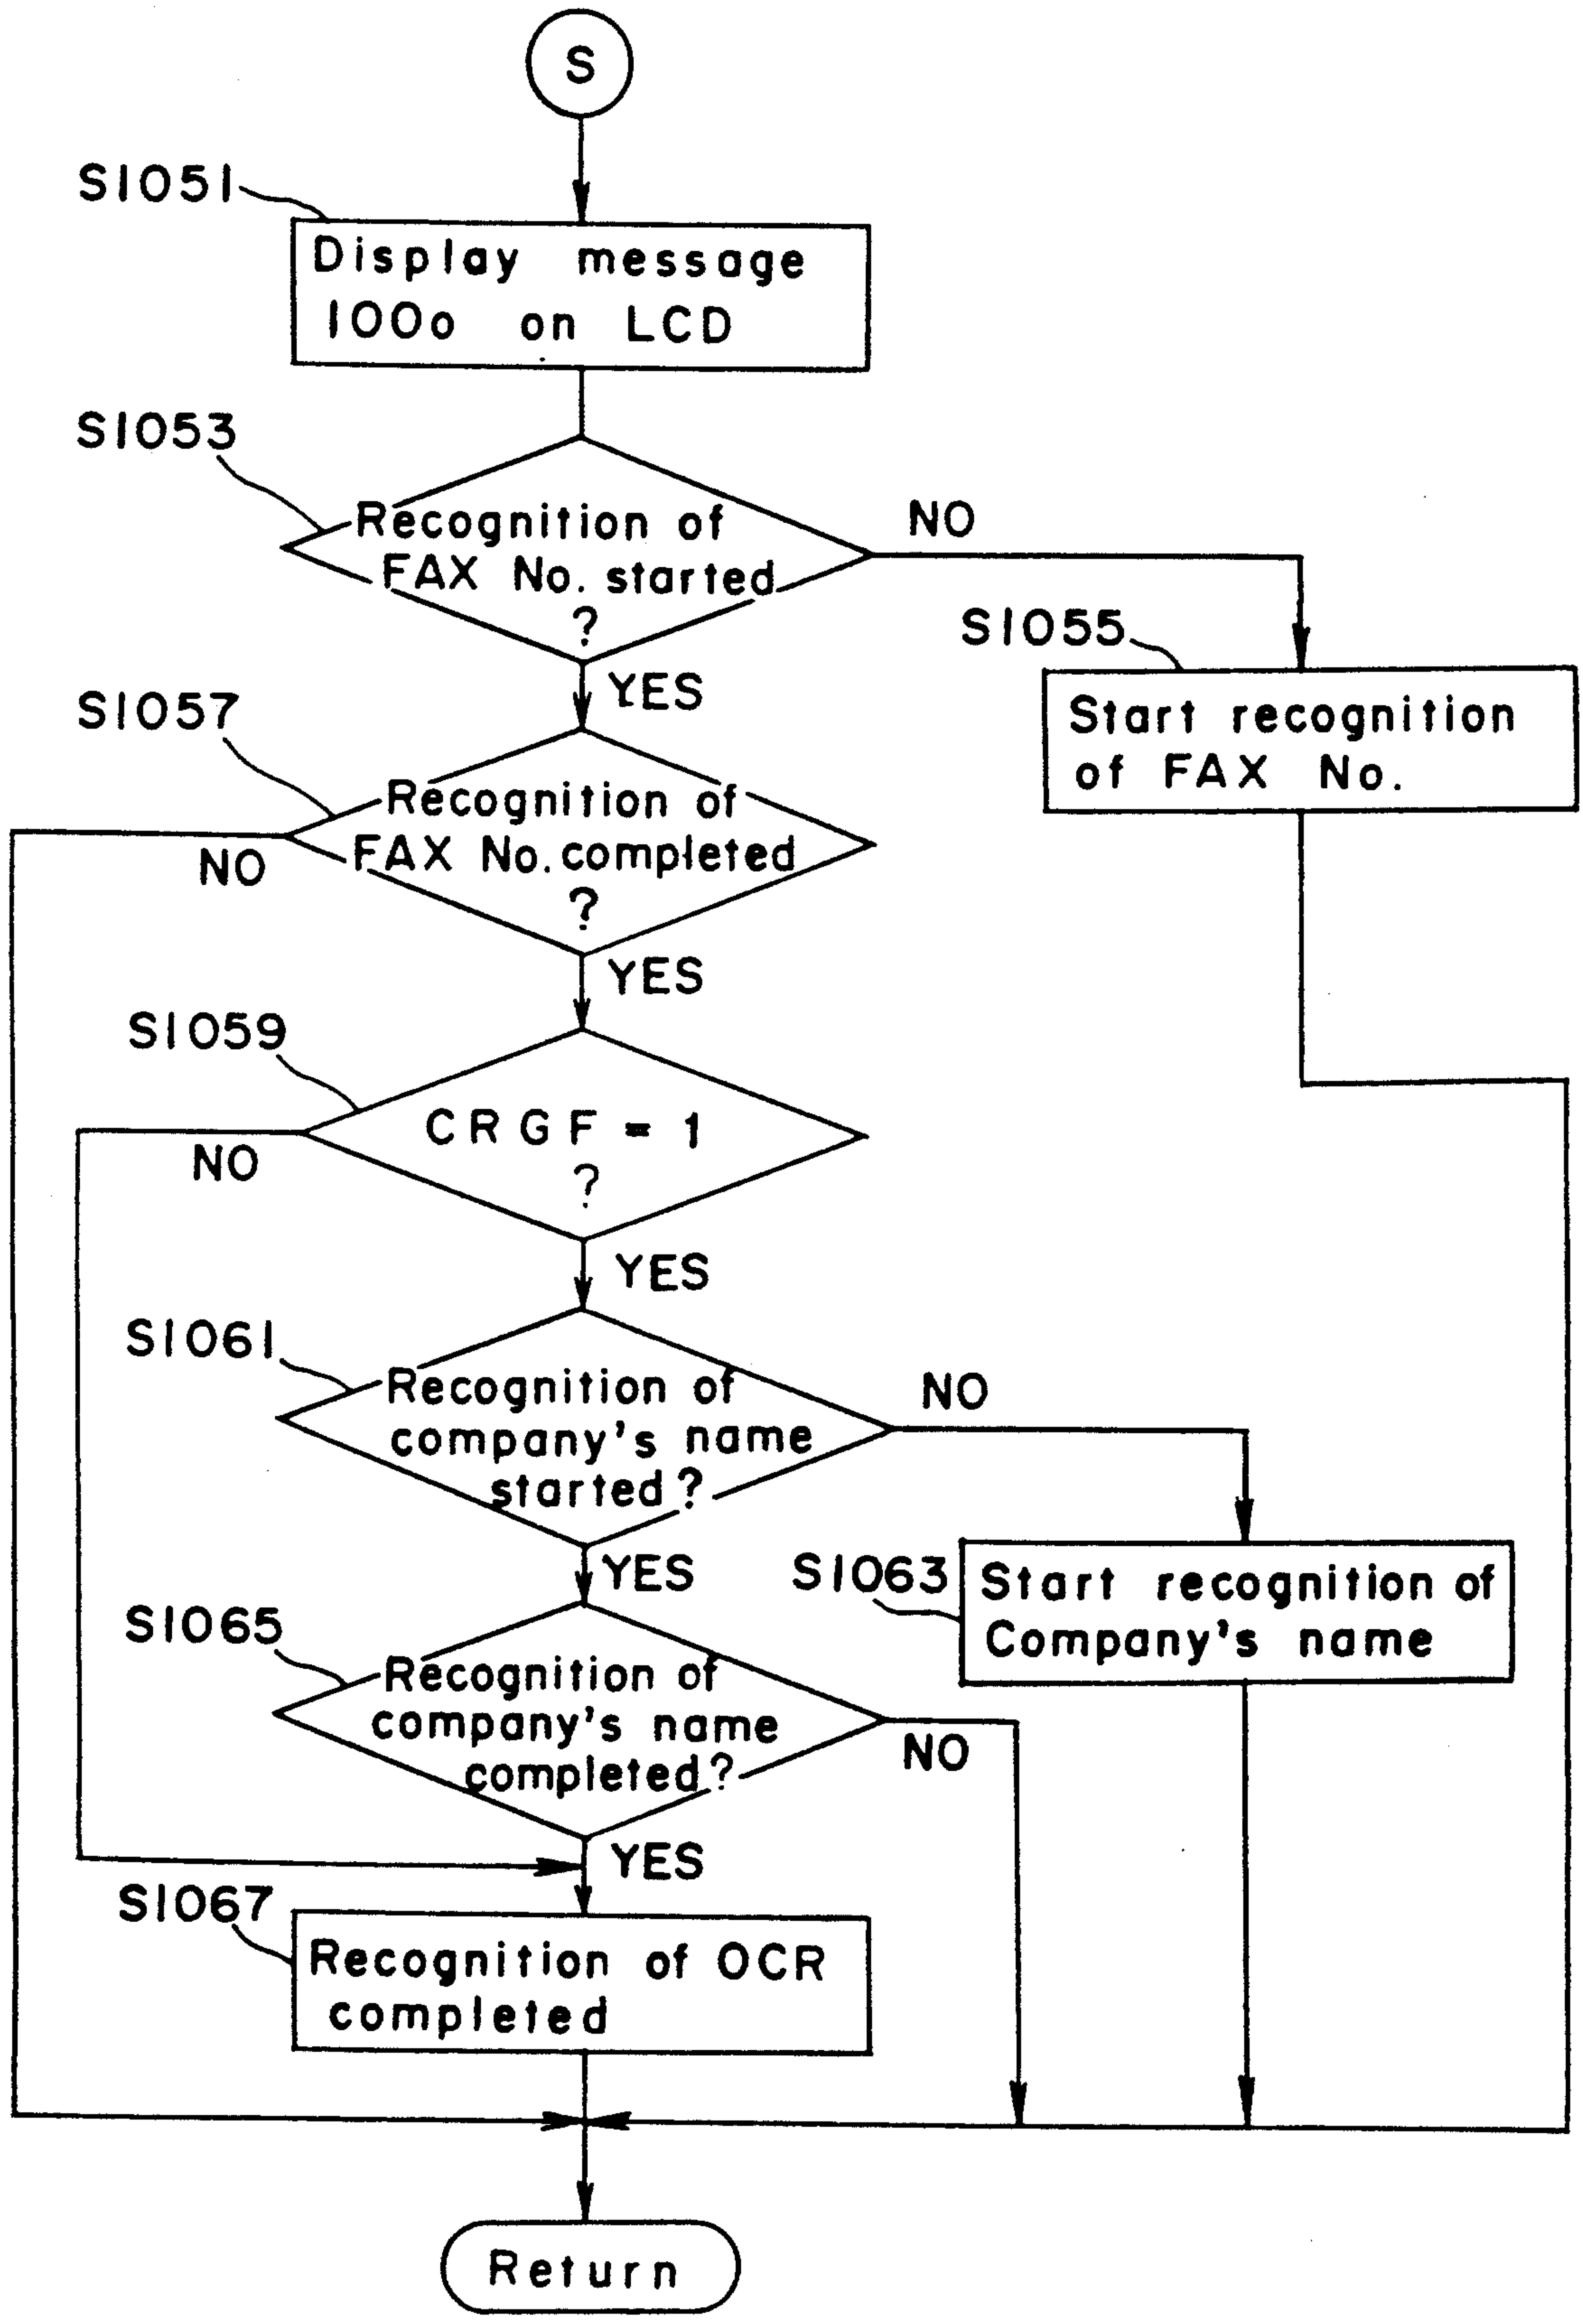 S
S1051
Display message
100o on LCD
S1053
Recognition of
FAX No. started
?
NO
YES
S1055
Start recognition
of FAX No.
S1057
Recognition of
FAX No. completed
?
NO
YES
S1059
CRGF = 1
?
NO
YES
S1061
Recognition of
company's name
started?
NO
YES
S1063
Start recognition of
Company's name
S1065
Recognition of
company's name
completed?
NO
YES
S1067
Recognition of OCR
completed
Return